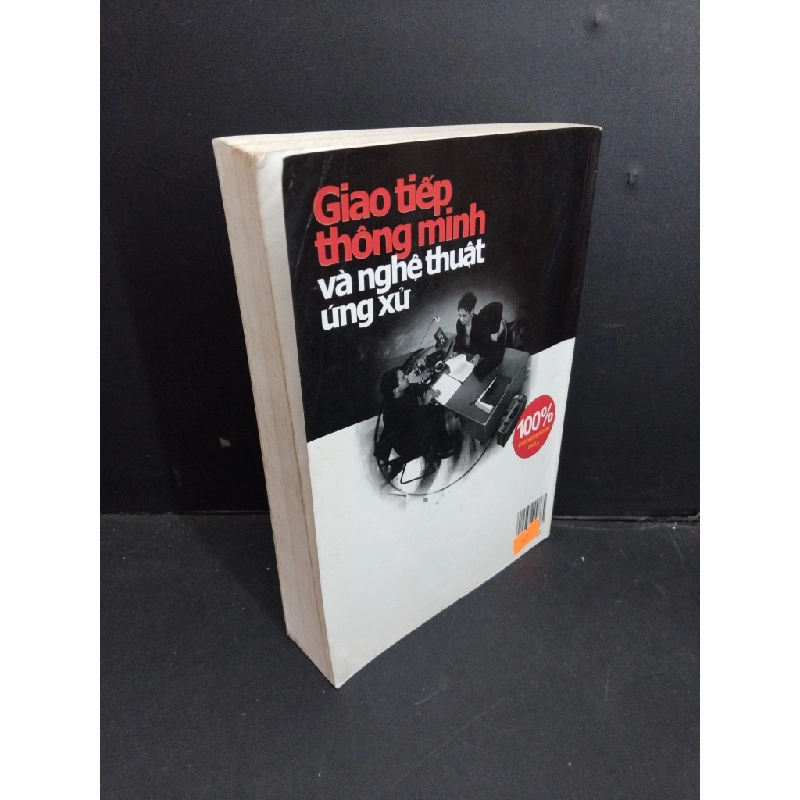 Giao tiếp
thông minh
và nghệ thuật
ứng xử
100%